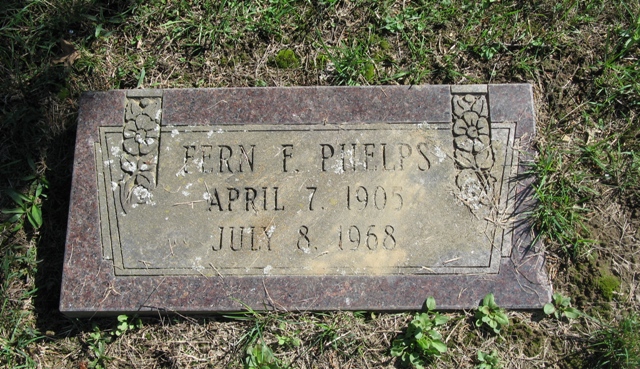 FERN F. PHELPS
APRIL 7, 1905
JULY 8, 1968